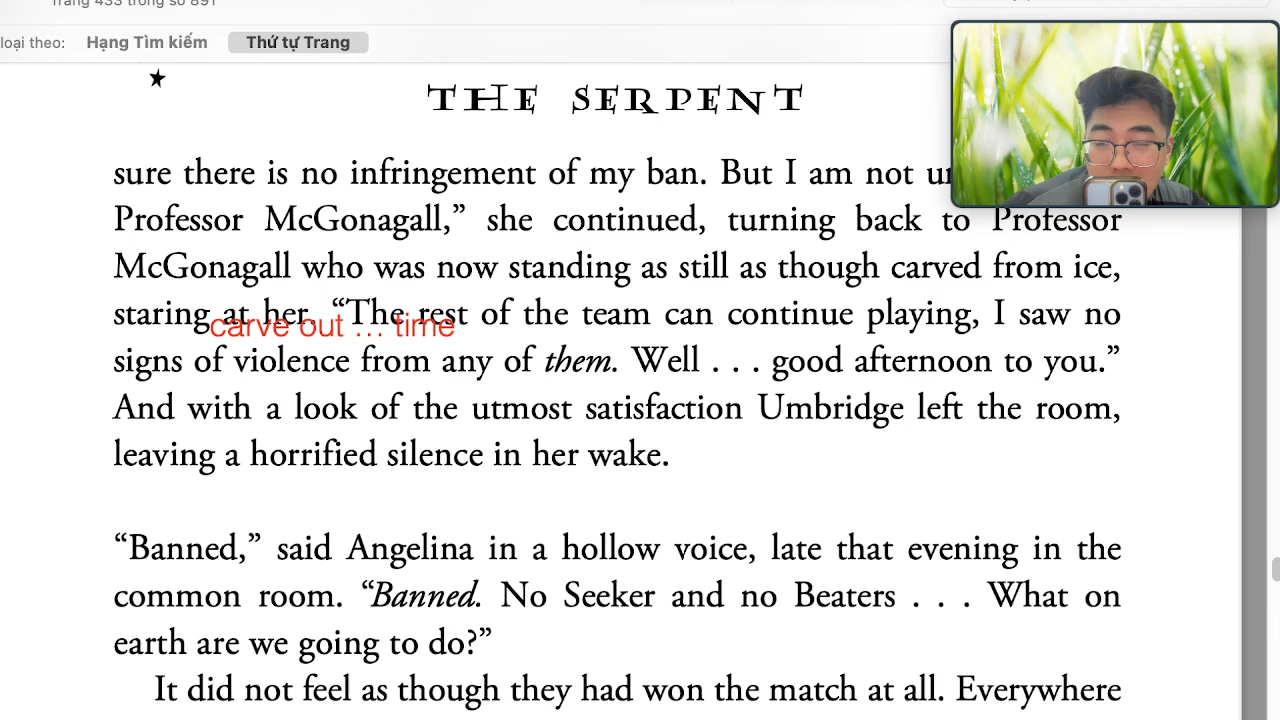 Trang 433 trong số 891
loại theo: Hạng Tìm kiếm Thứ tự Trang
THE SERPENT
sure there is no infringement of my ban. But I am not
Professor McGonagall,” she continued, turning back to Professor
McGonagall who was now standing as still as though carved from ice,
staring at her. “The rest of the team can continue playing, I saw no
carve out ... time
signs of violence from any of them. Well . . . good afternoon to you.”
And with a look of the utmost satisfaction Umbridge left the room,
leaving a horrified silence in her wake.
“Banned,” said Angelina in a hollow voice, late that evening in the
common room. “Banned. No Seeker and no Beaters . . . What on
earth are we going to do?”
It did not feel as though they had won the match at all. Everywhere